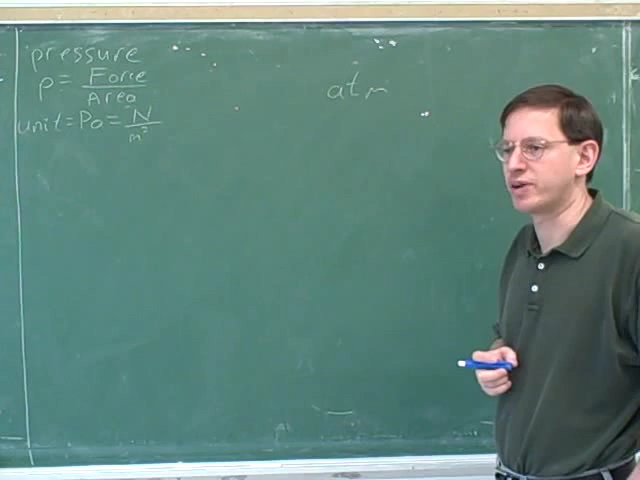 pressure
P = Force / Area
unit = Pa = N / m²
atm